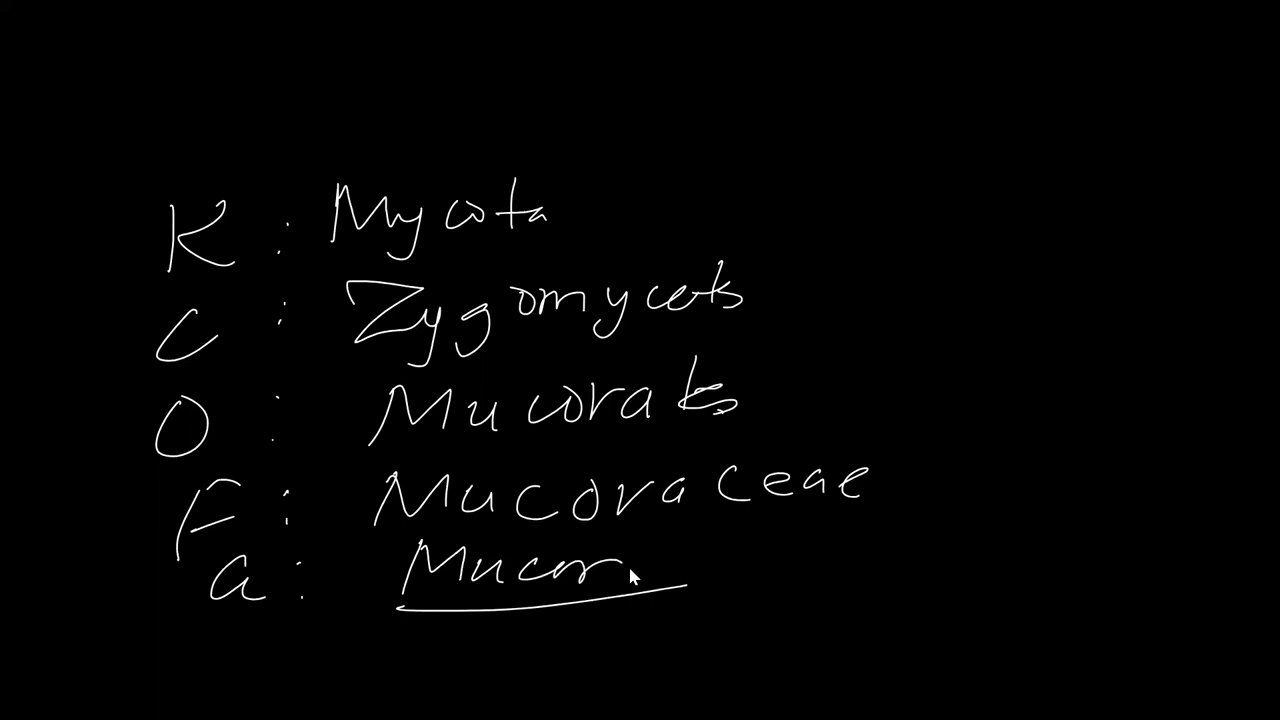 K : Mycota
C : Zygomycets
O : Mucorales
F : Mucoraceae
G : Mucor